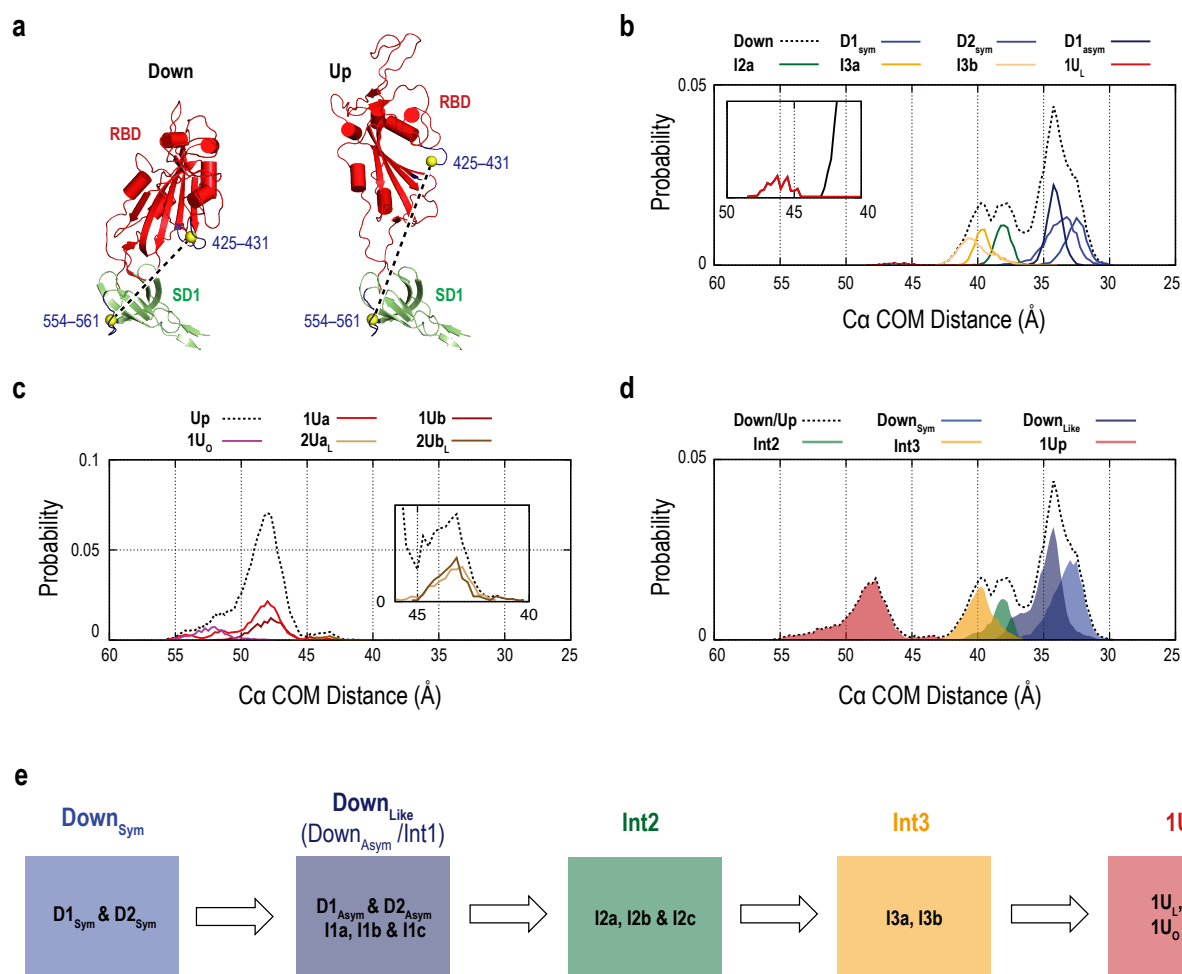 a
Down
Up
RBD
RBD
425–431
425–431
SD1
SD1
554–561
554–561
b
Down D1sym D2sym D1asym
I2a I3a I3b 1UL
0.05
Probability
0
50 45 40
60 55 50 45 40 35 30 25
Cα COM Distance (Å)
c
Up 1Ua 1Ub
1UO 2UaL 2UbL
0.1
0.05
Probability
0
0
45 40
60 55 50 45 40 35 30 25
Cα COM Distance (Å)
d
Down/Up DownSym DownLike
Int2 Int3 1Up
0.05
Probability
0
60 55 50 45 40 35 30 25
Cα COM Distance (Å)
e
DownSym
DownLike
(DownAsym /Int1)
Int2
Int3
D1Sym & D2Sym
D1Asym & D2Asym
I1a, I1b & I1c
I2a, I2b & I2c
I3a, I3b
1UL,
1UO